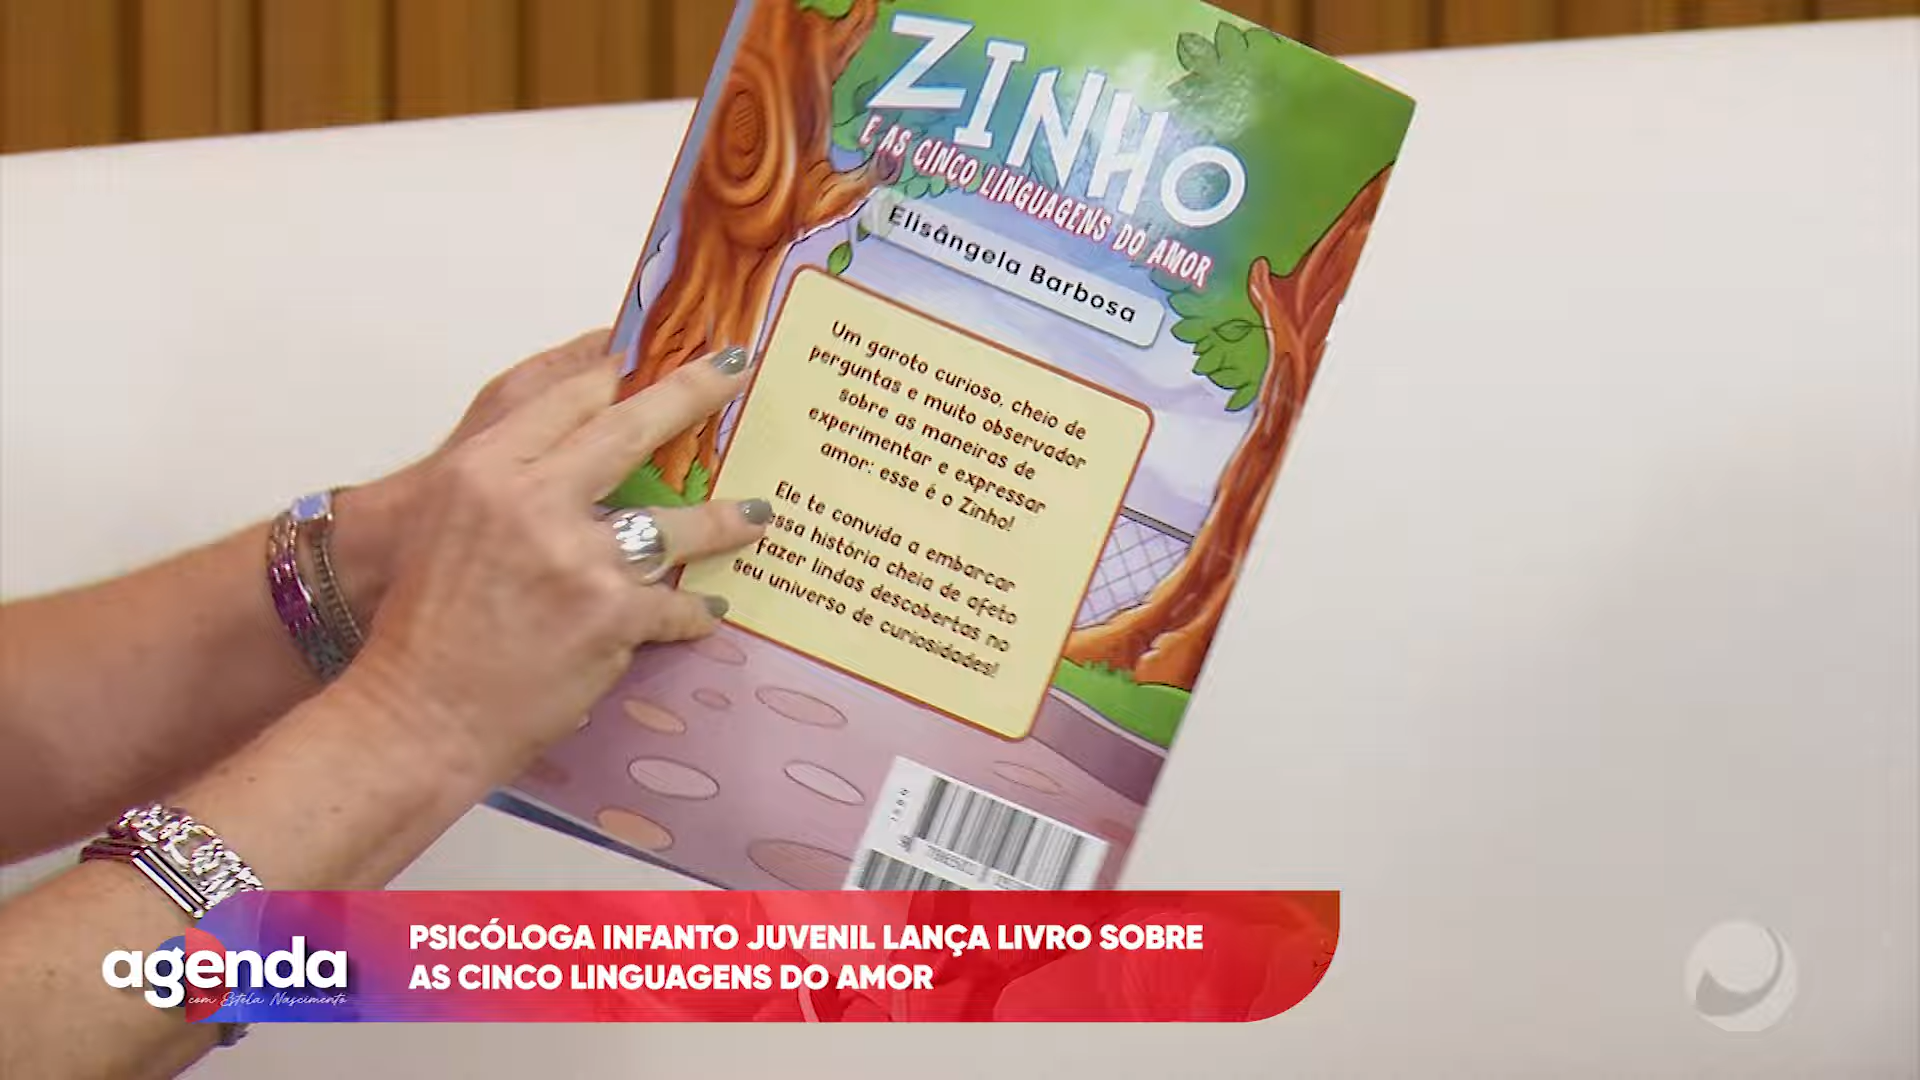 ZINHO
E AS CINCO LINGUAGENS DO AMOR
Elisângela Barbosa
Um garoto curioso, cheio de
perguntas e muito observador
sobre as maneiras de
experimentar e expressar
amor: esse é o Zinho!
Ele te convida a embarcar
essa história cheia de afeto
fazer lindas descobertas no
seu universo de curiosidades!
agenda
com Estela Nascimento
PSICÓLOGA INFANTO JUVENIL LANÇA LIVRO SOBRE
AS CINCO LINGUAGENS DO AMOR